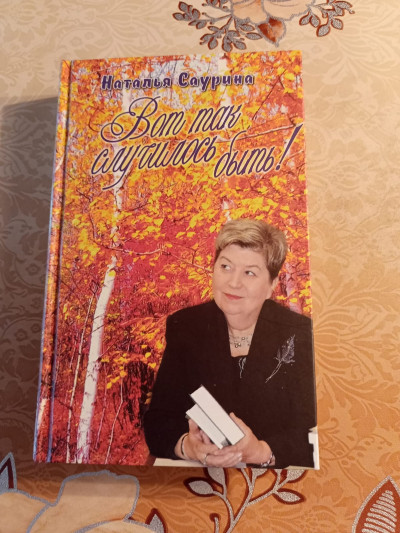 Наталья Саурина
Вот так
случилось быть!